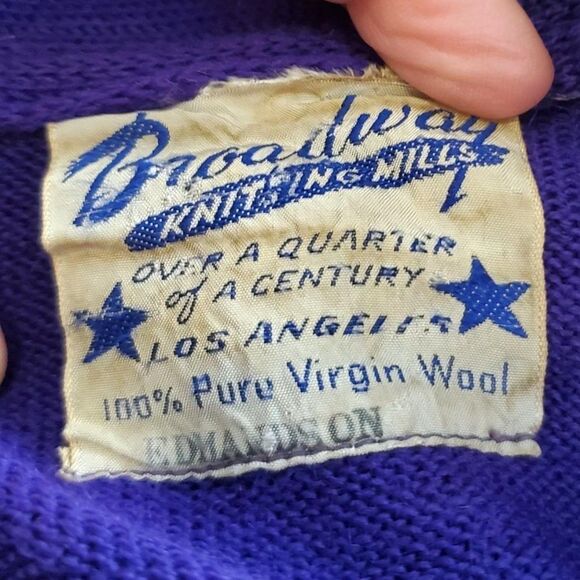 Broadway
KNITTING MILLS
OVER A QUARTER
of A CENTURY
LOS ANGELES
100% Pure Virgin Wool
EDMANDSON